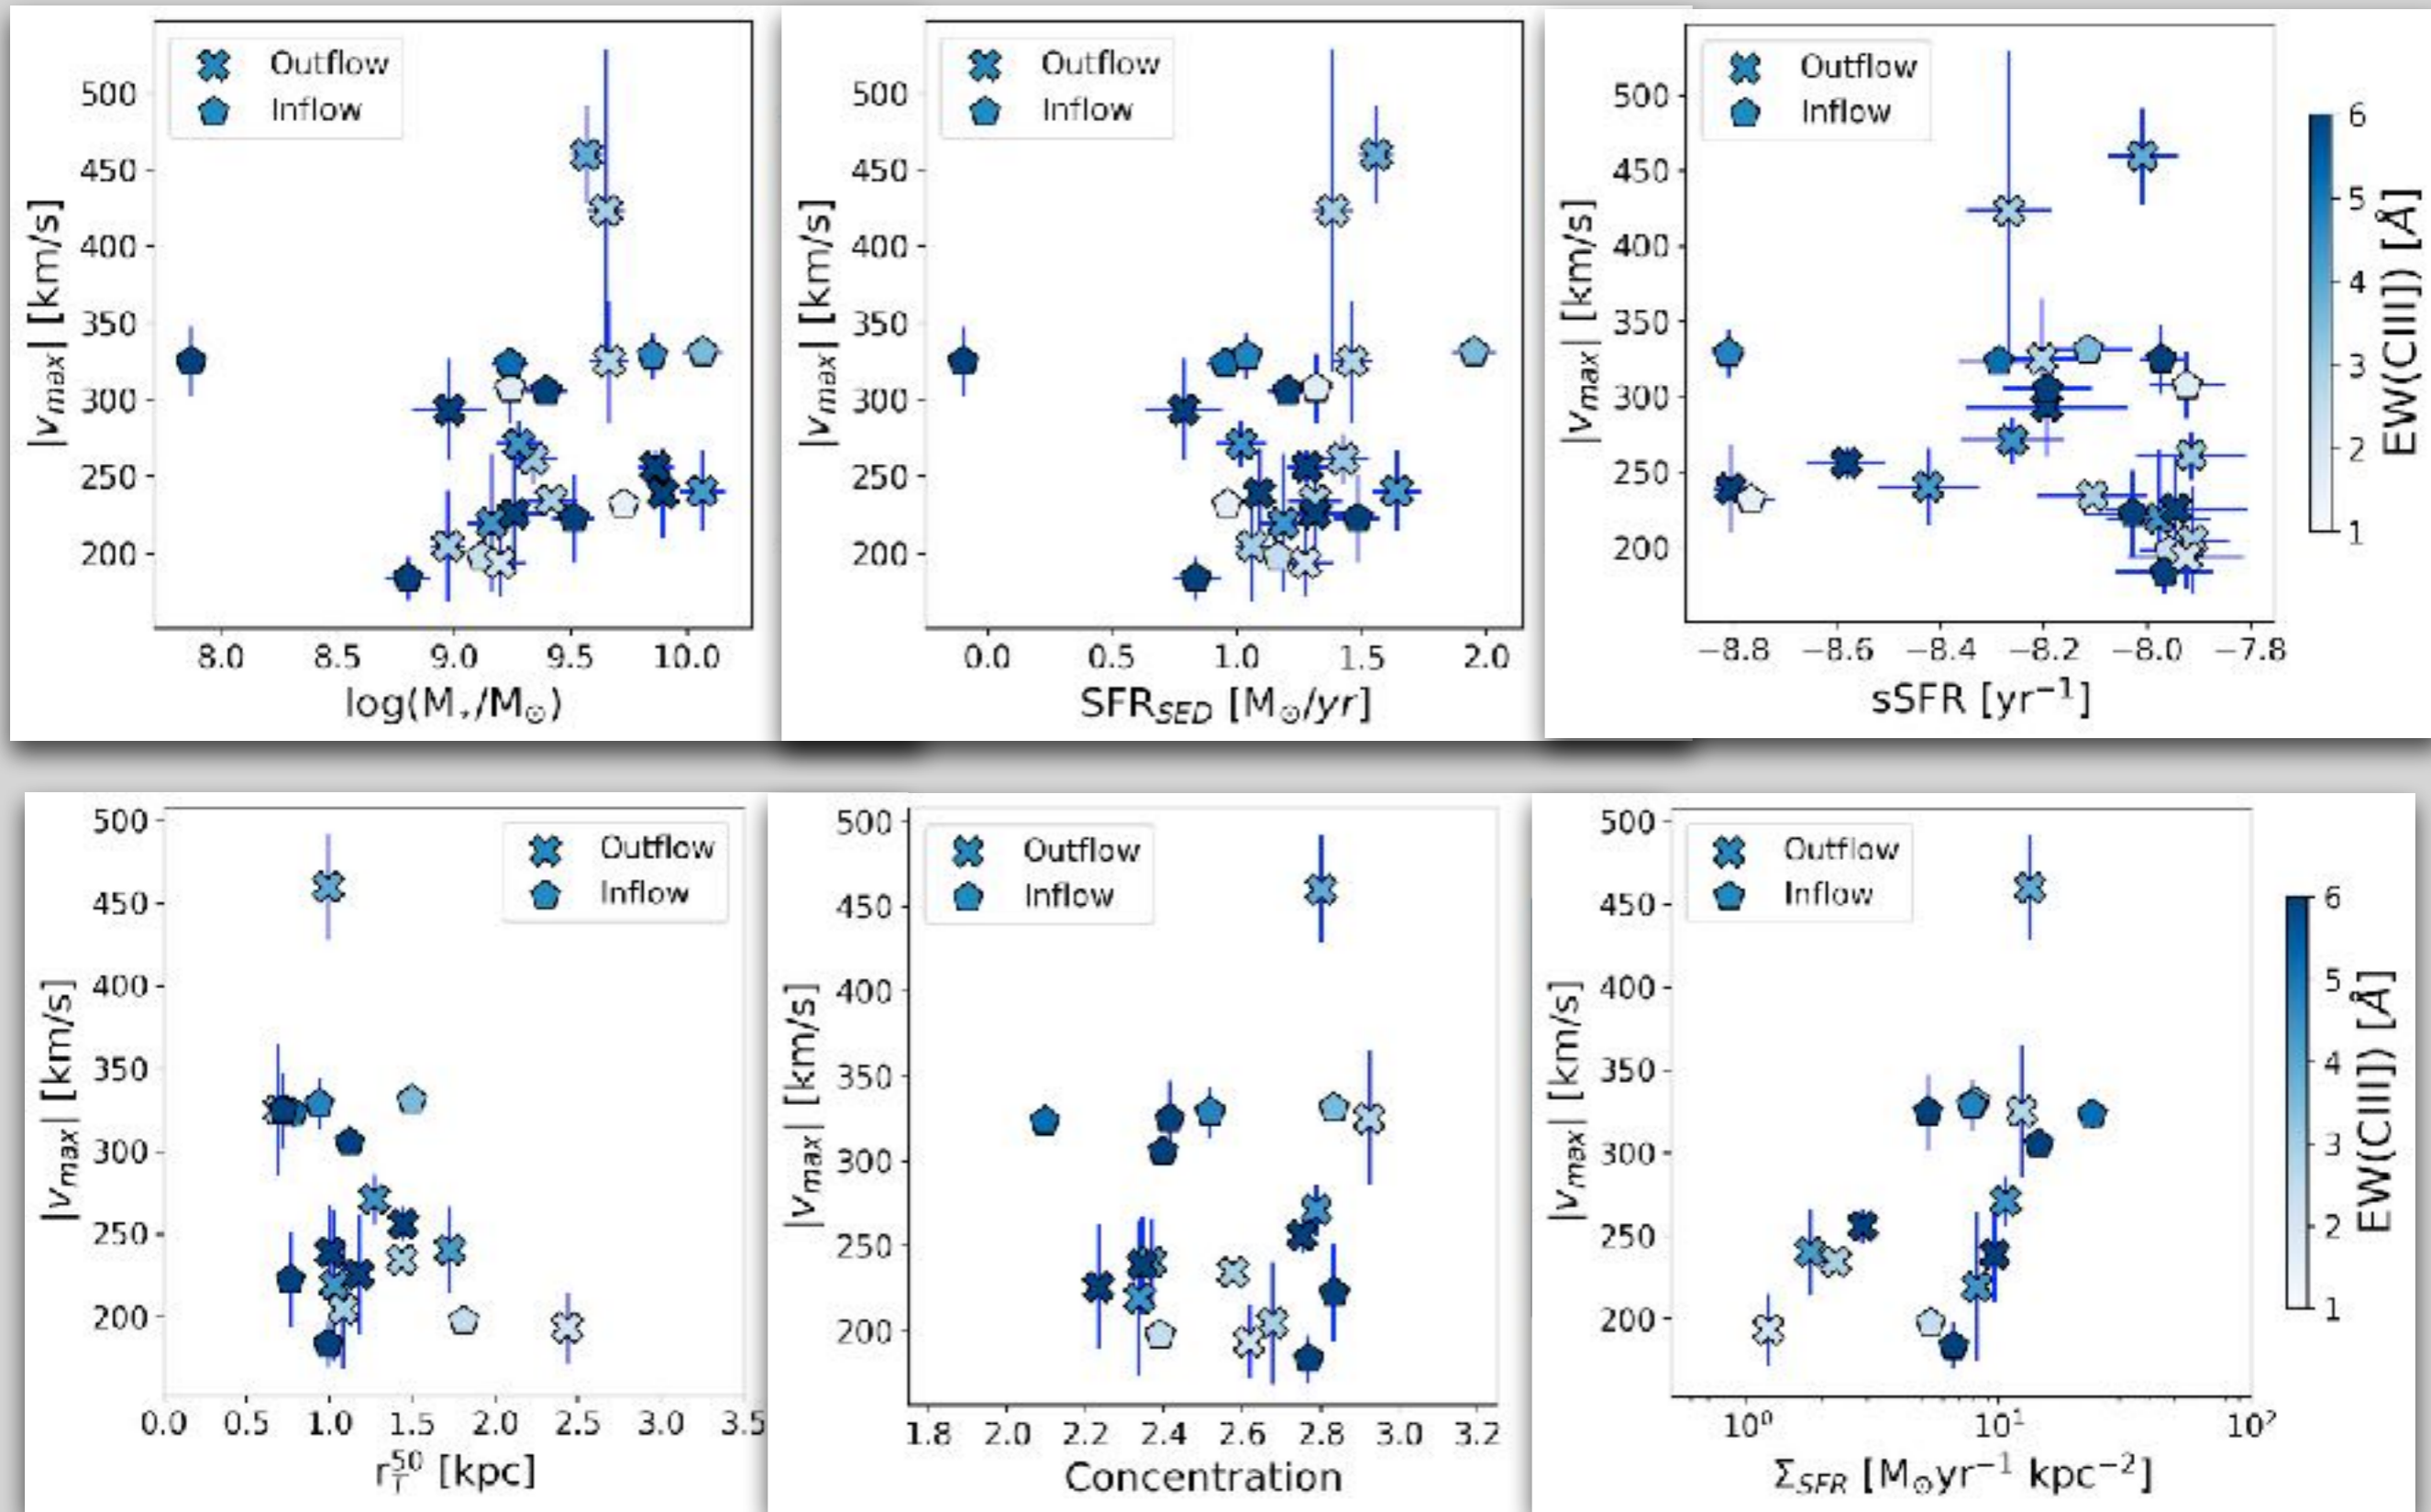 Outflow
Inflow
500
450
400
350
300
250
200
|v_max| [km/s]
8.0 8.5 9.0 9.5 10.0
log(M⋆/M⊙)
Outflow
Inflow
500
450
400
350
300
250
200
|v_max| [km/s]
0.0 0.5 1.0 1.5 2.0
SFR_SED [M⊙/yr]
Outflow
Inflow
500
450
400
350
300
250
200
|v_max| [km/s]
−8.8 −8.6 −8.4 −8.2 −8.0 −7.8
sSFR [yr⁻¹]
6
5
4
3
2
1
EW(CIII]) [Å]
Outflow
Inflow
500
450
400
350
300
250
200
|v_max| [km/s]
0.0 0.5 1.0 1.5 2.0 2.5 3.0 3.5
r_T^50 [kpc]
Outflow
Inflow
500
450
400
350
300
250
200
|v_max| [km/s]
1.8 2.0 2.2 2.4 2.6 2.8 3.0 3.2
Concentration
Outflow
Inflow
500
450
400
350
300
250
200
|v_max| [km/s]
10⁰ 10¹ 10²
Σ_SFR [M⊙yr⁻¹ kpc⁻²]
6
5
4
3
2
1
EW(CIII]) [Å]